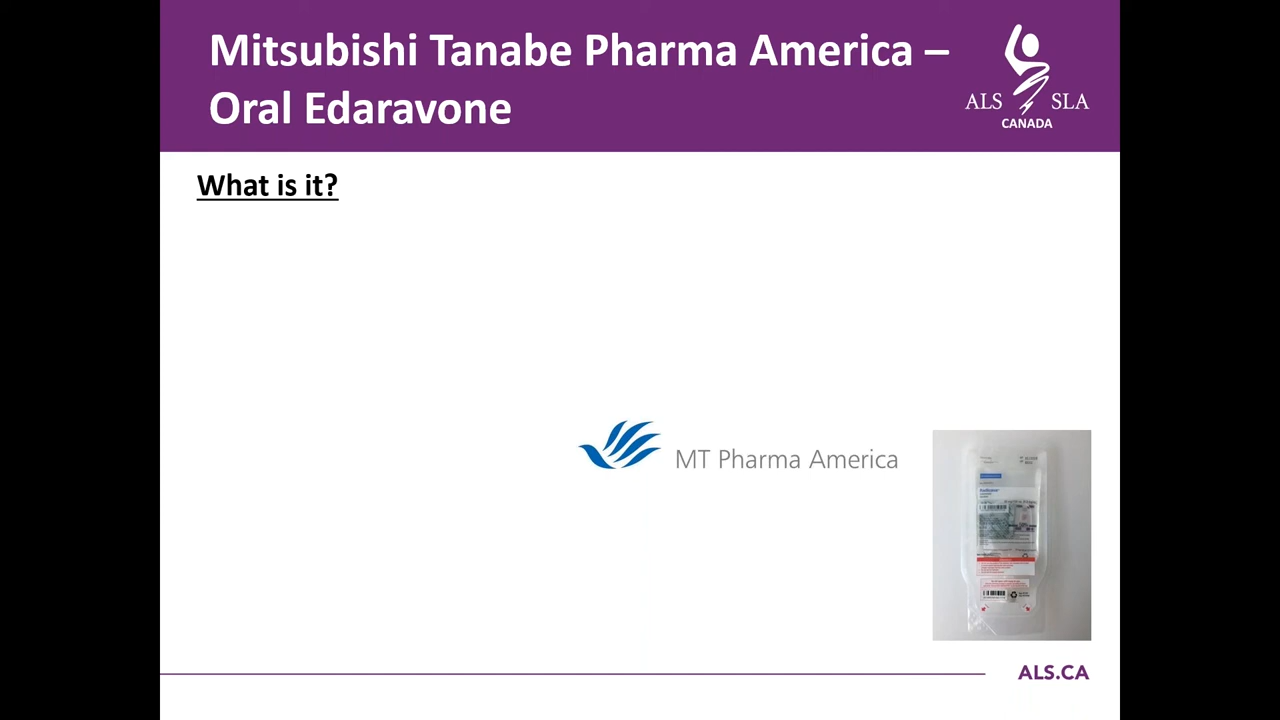 Mitsubishi Tanabe Pharma America –
Oral Edaravone
ALS SLA
CANADA
What is it?
MT Pharma America
ALS.CA